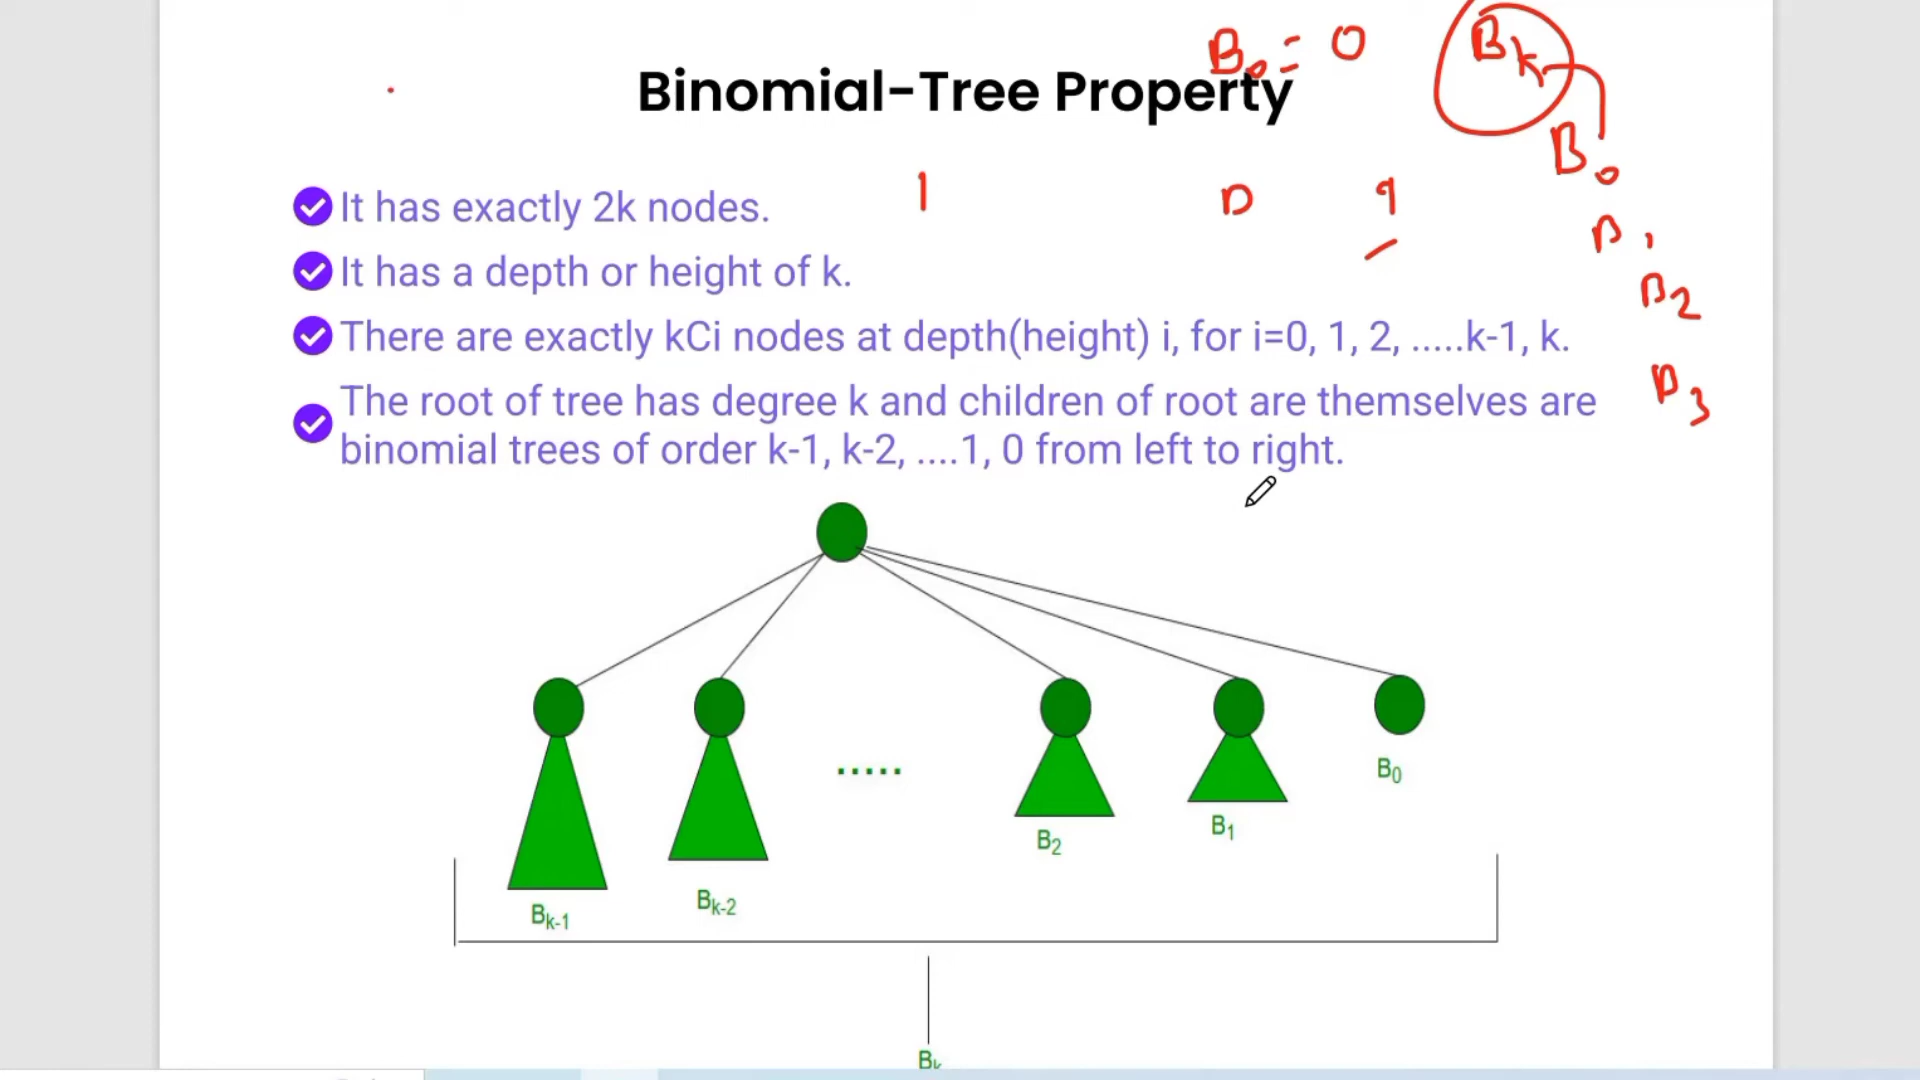 B₀ = 0
Bk
Binomial-Tree Property
B₀
It has exactly 2k nodes.
1
B₁
It has a depth or height of k.
B₂
There are exactly kCi nodes at depth(height) i, for i=0, 1, 2, .....k-1, k.
B₃
The root of tree has degree k and children of root are themselves are
binomial trees of order k-1, k-2, ....1, 0 from left to right.
.....
B₀
B₁
B₂
Bk-2
Bk-1
Bk